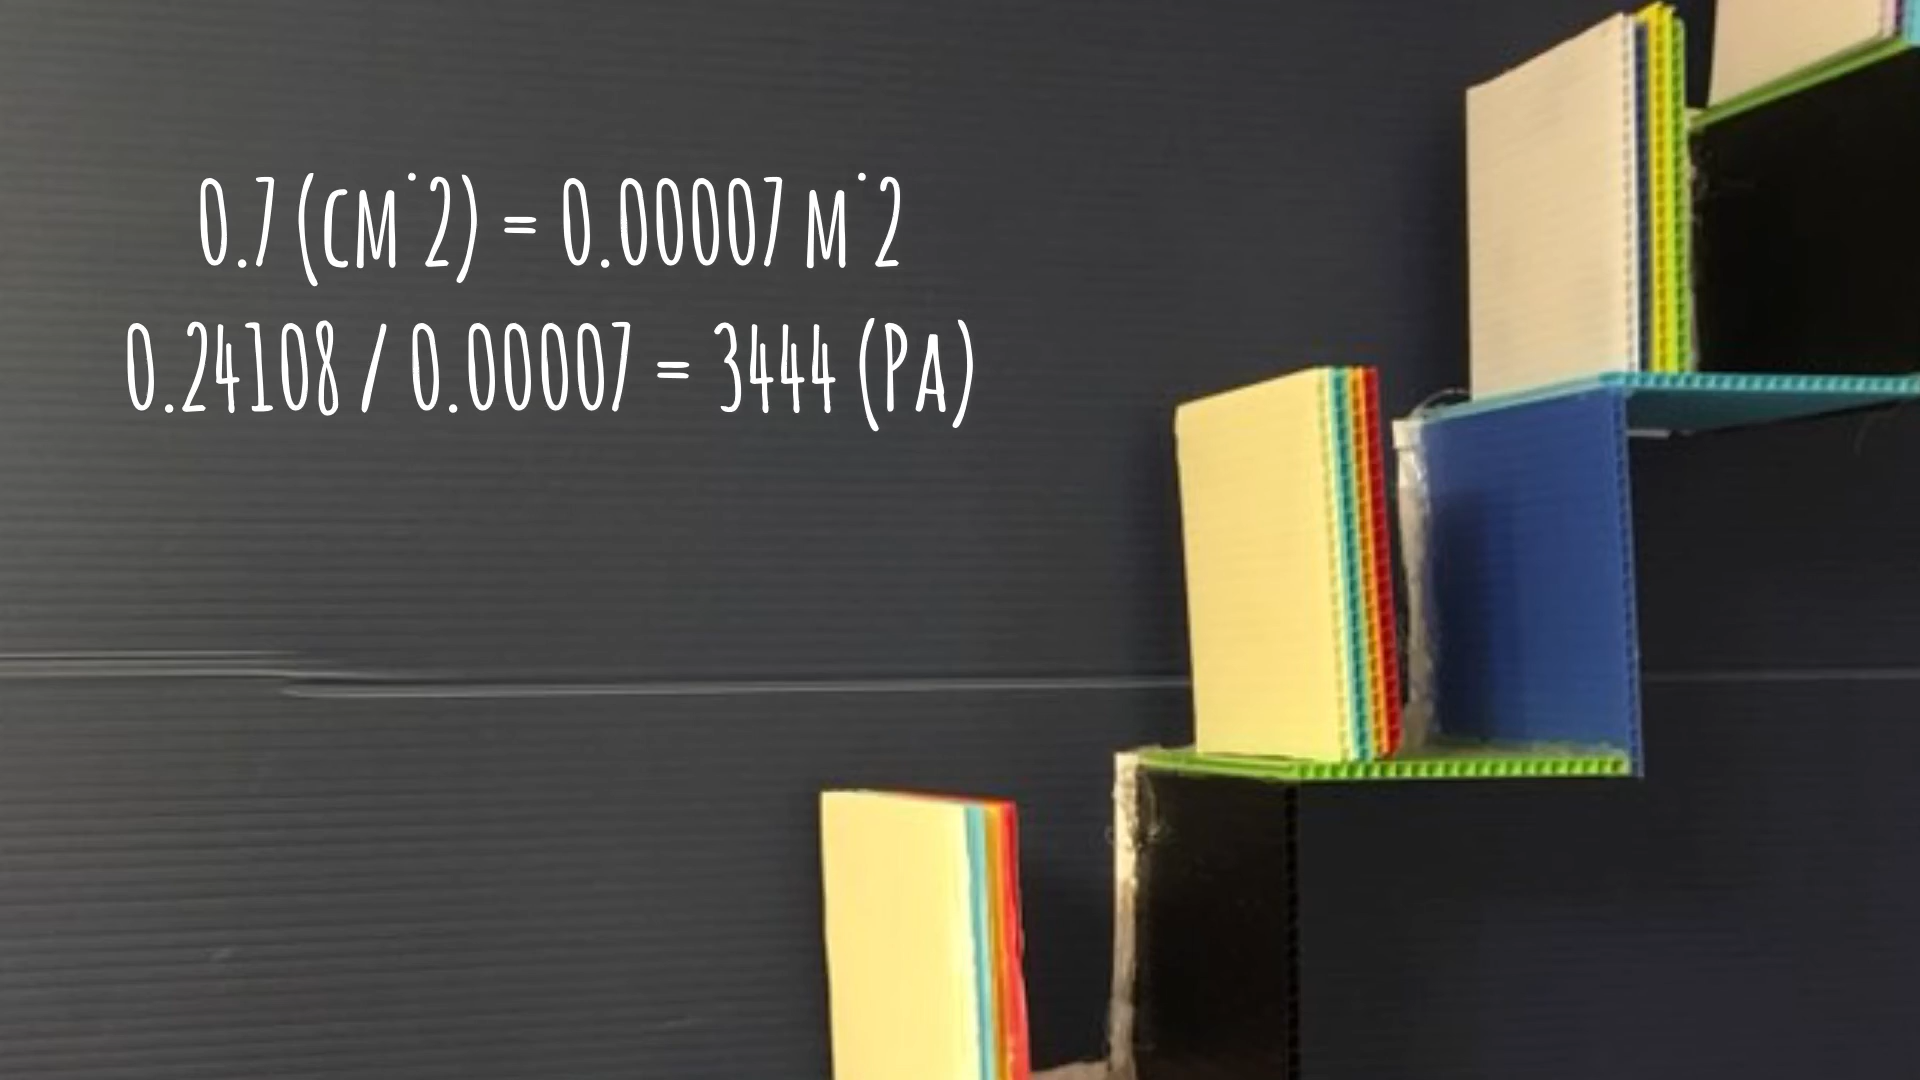 0.7 (CM˙2) = 0.00007 M˙2
0.24108 / 0.00007 = 3444 (PA)